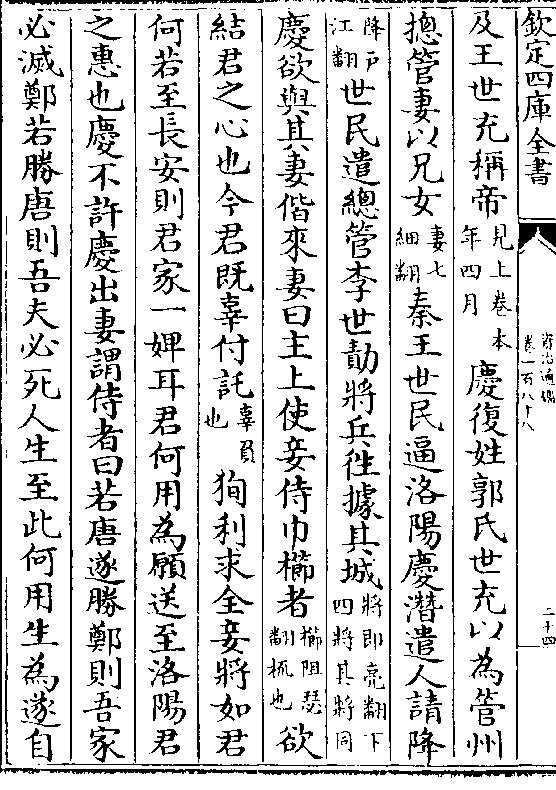 欽定四庫全書
資治通鑑
卷一百八十八
二十四
及王世充稱帝見上卷本年四月慶復姓郭氏世充以為管州
摠管妻以兄女妻七細翻秦王世民逼洛陽慶潛遣人請降
降戶江翻世民遣總管李世勣將兵徃據其城將即亮翻下四將其將同
慶欲與其妻偕來妻曰主上使妾侍巾櫛者櫛阻瑟翻梳也欲
結君之心也今君既辜付託辜負也狥利求全妾將如君
何若至長安則君家一婢耳君何用為願送至洛陽君
之惠也慶不許慶出妻謂侍者曰若唐遂勝鄭則吾家
必滅鄭若勝唐則吾夫必死人生至此何用生為遂自